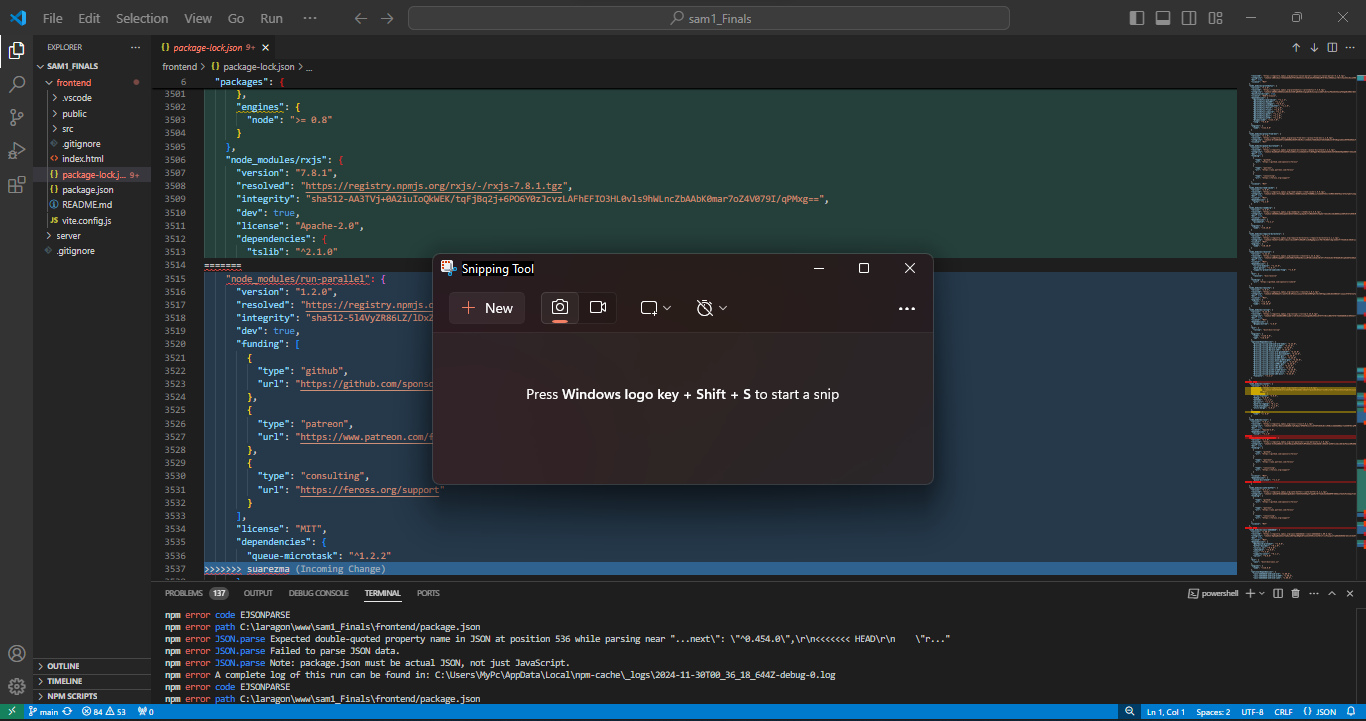 File Edit Selection View Go Run ··· sam1_Finals
EXPLORER ···
SAM1_FINALS
frontend
.vscode
public
src
.gitignore
index.html
package-lock.j... 9+
package.json
README.md
vite.config.js
server
.gitignore
OUTLINE
TIMELINE
NPM SCRIPTS
{} package-lock.json 9+
frontend > {} package-lock.json > ...
6 "packages": {
3501 },
3502 "engines": {
3503 "node": ">= 0.8"
3504 }
3505 },
3506 "node_modules/rxjs": {
3507 "version": "7.8.1",
3508 "resolved": "https://registry.npmjs.org/rxjs/-/rxjs-7.8.1.tgz",
3509 "integrity": "sha512-AA3TVj+0A2iuIoQkWEK/tqFjBq2j+6PO6Y0zJcvzLAFhEFIO3HL0vls9hWLncZbAAbK0mar7oZ4V079I/qPMxg==",
3510 "dev": true,
3511 "license": "Apache-2.0",
3512 "dependencies": {
3513 "tslib": "^2.1.0"
3514 =======
3515 "node_modules/run-parallel": {
3516 "version": "1.2.0",
3517 "resolved": "https://registry.npmjs.o
3518 "integrity": "sha512-5l4VyZR86LZ/lDxZ
3519 "dev": true,
3520 "funding": [
3521 {
3522 "type": "github",
3523 "url": "https://github.com/sponso
3524 },
3525 {
3526 "type": "patreon",
3527 "url": "https://www.patreon.com/f
3528 },
3529 {
3530 "type": "consulting",
3531 "url": "https://feross.org/support"
3532 }
3533 ],
3534 "license": "MIT",
3535 "dependencies": {
3536 "queue-microtask": "^1.2.2"
3537 >>>>>>> suarezma (Incoming Change)
Snipping Tool
New
Press Windows logo key + Shift + S to start a snip
PROBLEMS 137 OUTPUT DEBUG CONSOLE TERMINAL PORTS powershell
npm error code EJSONPARSE
npm error path C:\laragon\www\sam1_Finals\frontend/package.json
npm error JSON.parse Expected double-quoted property name in JSON at position 536 while parsing near "...next\": \"^0.454.0\",\r\n<<<<<<< HEAD\r\n    \"r..."
npm error JSON.parse Failed to parse JSON data.
npm error JSON.parse Note: package.json must be actual JSON, not just JavaScript.
npm error A complete log of this run can be found in: C:\Users\MyPc\AppData\Local\npm-cache\_logs\2024-11-30T00_36_18_644Z-debug-0.log
npm error code EJSONPARSE
npm error path C:\laragon\www\sam1_Finals\frontend/package.json
main 84 53 0 Ln 1, Col 1 Spaces: 2 UTF-8 CRLF {} JSON